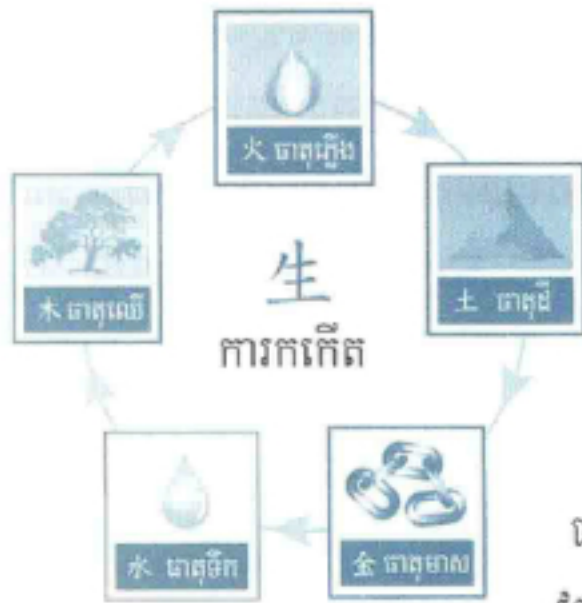 火 ធាតុភ្លើង
木 ធាតុឈើ
土 ធាតុដី
生
ការកកើត
水 ធាតុទឹក
金 ធាតុមាស